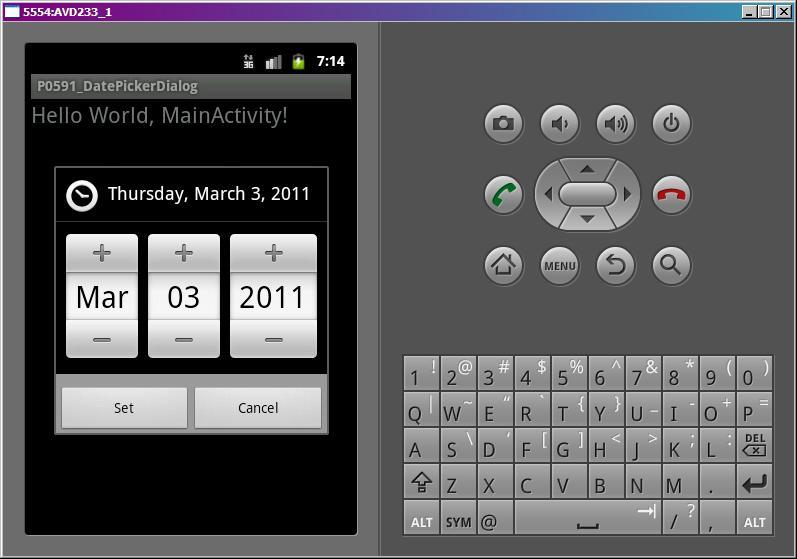 5554:AVD233_1
3G 7:14
P0591_DatePickerDialog
Hello World, MainActivity!
Thursday, March 3, 2011
+ + +
Mar 03 2011
− − −
Set Cancel
MENU
1 ! 2 @ 3 # 4 $ 5 % 6 ^ 7 & 8 * 9 ( 0 )
Q | W ~ E “ R ` T { Y } U _ I - O + P =
A S \ D ‘ F [ G ] H < J > K ; L : DEL
Z X C V B N M .
ALT SYM @ / ? , ALT